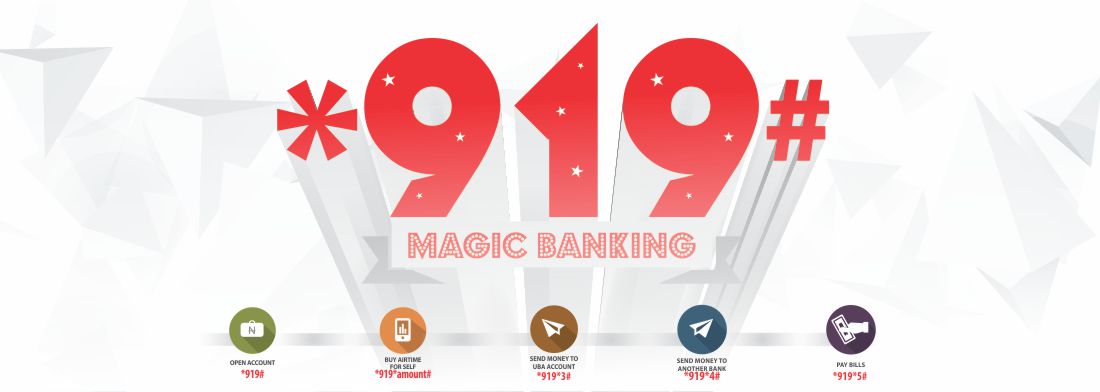 *919#
MAGIC BANKING
N
OPEN ACCOUNT
*919#
BUY AIRTIME
FOR SELF
*919*amount#
SEND MONEY TO
UBA ACCOUNT
*919*3#
SEND MONEY TO
ANOTHER BANK
*919*4#
PAY BILLS
*919*5#